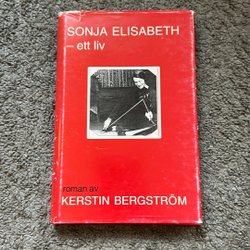 SONJA ELISABETH
– ett liv
roman av
KERSTIN BERGSTRÖM